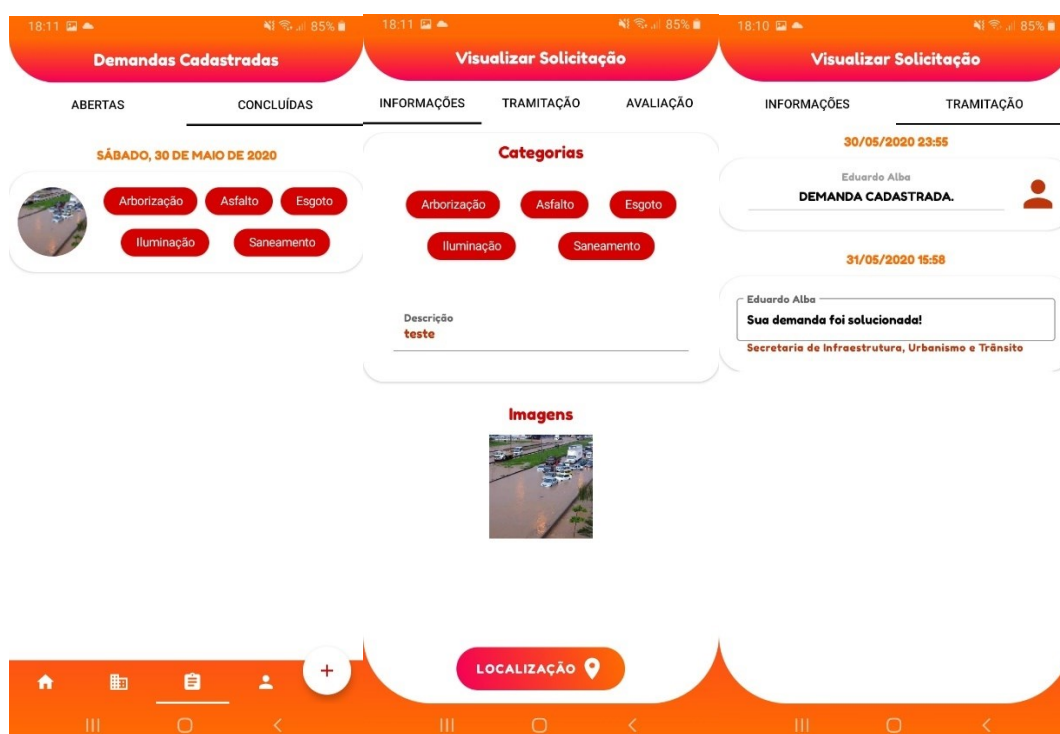 18:11
85%
Demandas Cadastradas
ABERTAS
CONCLUÍDAS
SÁBADO, 30 DE MAIO DE 2020
Arborização
Asfalto
Esgoto
Iluminação
Saneamento
18:11
85%
Visualizar Solicitação
INFORMAÇÕES
TRAMITAÇÃO
AVALIAÇÃO
Categorias
Arborização
Asfalto
Esgoto
Iluminação
Saneamento
Descrição
teste
Imagens
LOCALIZAÇÃO
18:10
85%
Visualizar Solicitação
INFORMAÇÕES
TRAMITAÇÃO
30/05/2020 23:55
Eduardo Alba
DEMANDA CADASTRADA.
31/05/2020 15:58
Eduardo Alba
Sua demanda foi solucionada!
Secretaria de Infraestrutura, Urbanismo e Trânsito